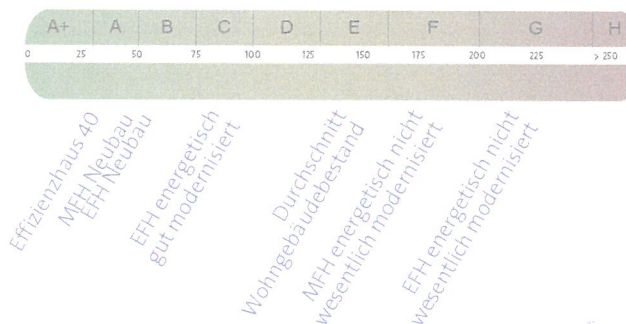 A+ A B C D E F G H
0 25 50 75 100 125 150 175 200 225 > 250
Effizienzhaus 40
MFH Neubau
EFH Neubau
EFH energetisch
gut modernisiert
Durchschnitt
Wohngebäudebestand
MFH energetisch nicht
wesentlich modernisiert
EFH energetisch nicht
wesentlich modernisiert